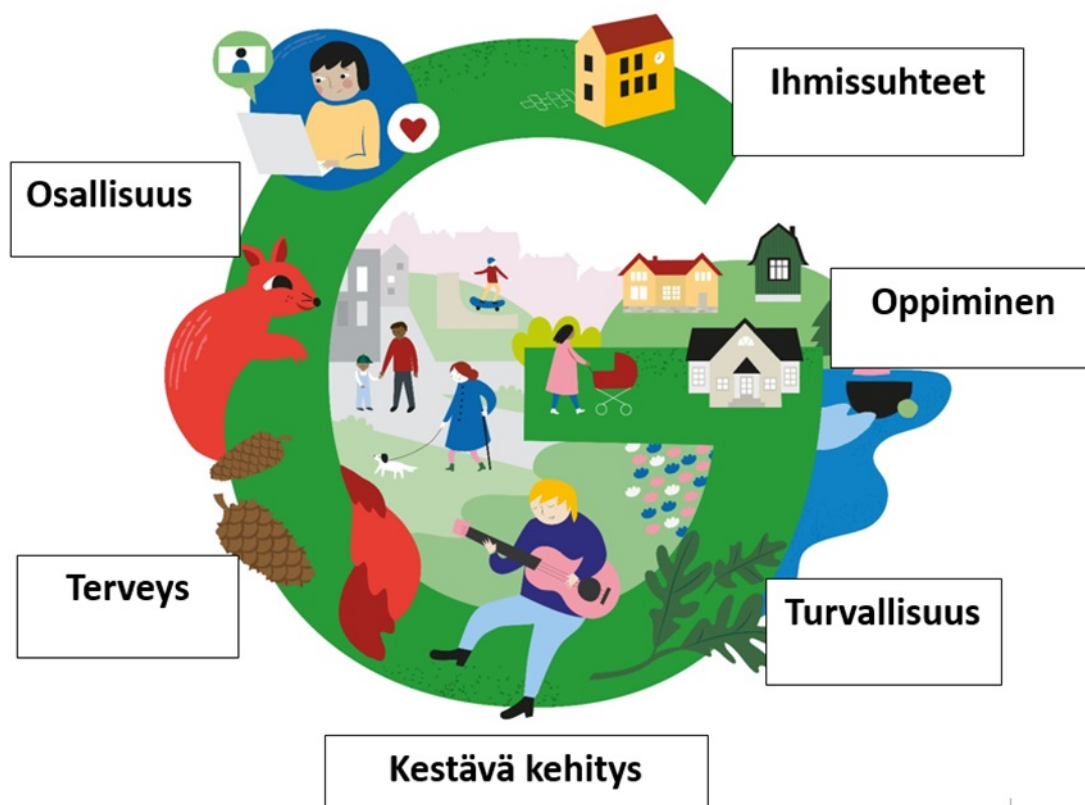 Ihmissuhteet
Osallisuus
Oppiminen
Terveys
Turvallisuus
Kestävä kehitys